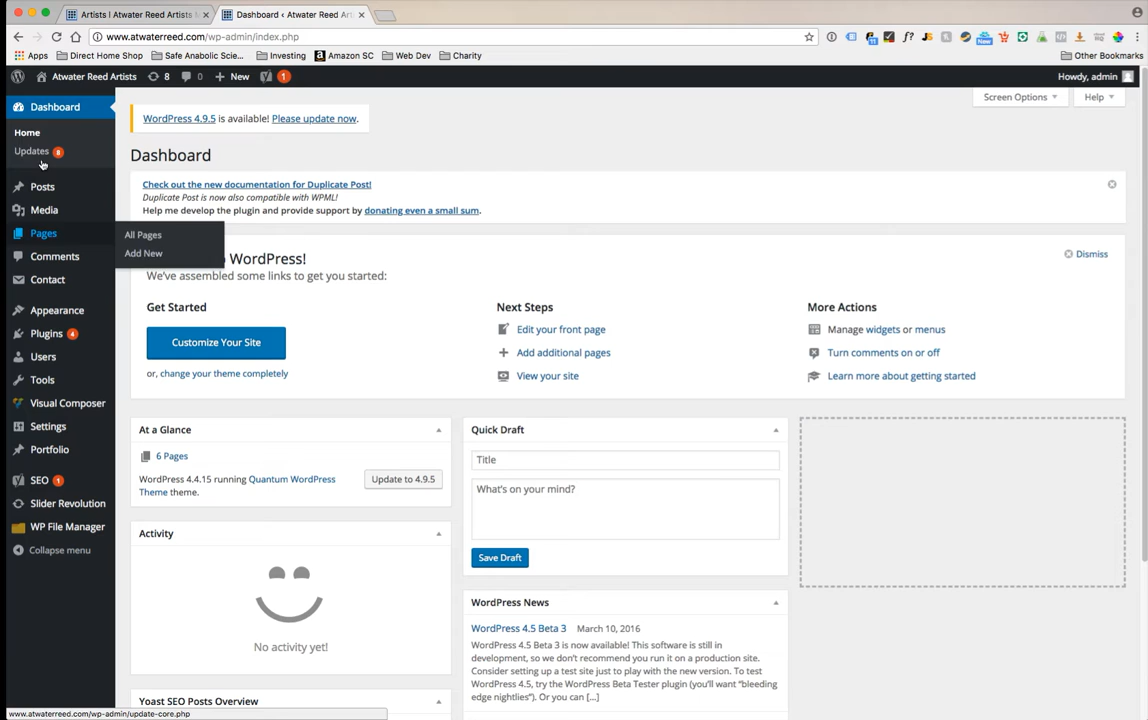 Artists | Atwater Reed Artists
Dashboard ‹ Atwater Reed Arti
www.atwaterreed.com/wp-admin/index.php
Apps
Direct Home Shop
Safe Anabolic Scie...
Investing
Amazon SC
Web Dev
Charity
Other Bookmarks
Atwater Reed Artists
8
0
New
1
Howdy, admin
Dashboard
Home
Updates 8
Posts
Media
Pages
Comments
Contact
Appearance
Plugins 4
Users
Tools
Visual Composer
Settings
Portfolio
SEO 1
Slider Revolution
WP File Manager
Collapse menu
All Pages
Add New
Screen Options
Help
WordPress 4.9.5 is available! Please update now.
Dashboard
Check out the new documentation for Duplicate Post!
Duplicate Post is now also compatible with WPML!
Help me develop the plugin and provide support by donating even a small sum.
WordPress!
We've assembled some links to get you started:
Dismiss
Get Started
Customize Your Site
or, change your theme completely
Next Steps
Edit your front page
Add additional pages
View your site
More Actions
Manage widgets or menus
Turn comments on or off
Learn more about getting started
At a Glance
6 Pages
WordPress 4.4.15 running Quantum WordPress
Theme theme.
Update to 4.9.5
Activity
No activity yet!
Yoast SEO Posts Overview
Quick Draft
Title
What's on your mind?
Save Draft
WordPress News
WordPress 4.5 Beta 3 March 10, 2016
WordPress 4.5 Beta 3 is now available! This software is still in
development, so we don't recommend you run it on a production site.
Consider setting up a test site just to play with the new version. To test
WordPress 4.5, try the WordPress Beta Tester plugin (you'll want "bleeding
edge nightlies"). Or you can [...]
www.atwaterreed.com/wp-admin/update-core.php